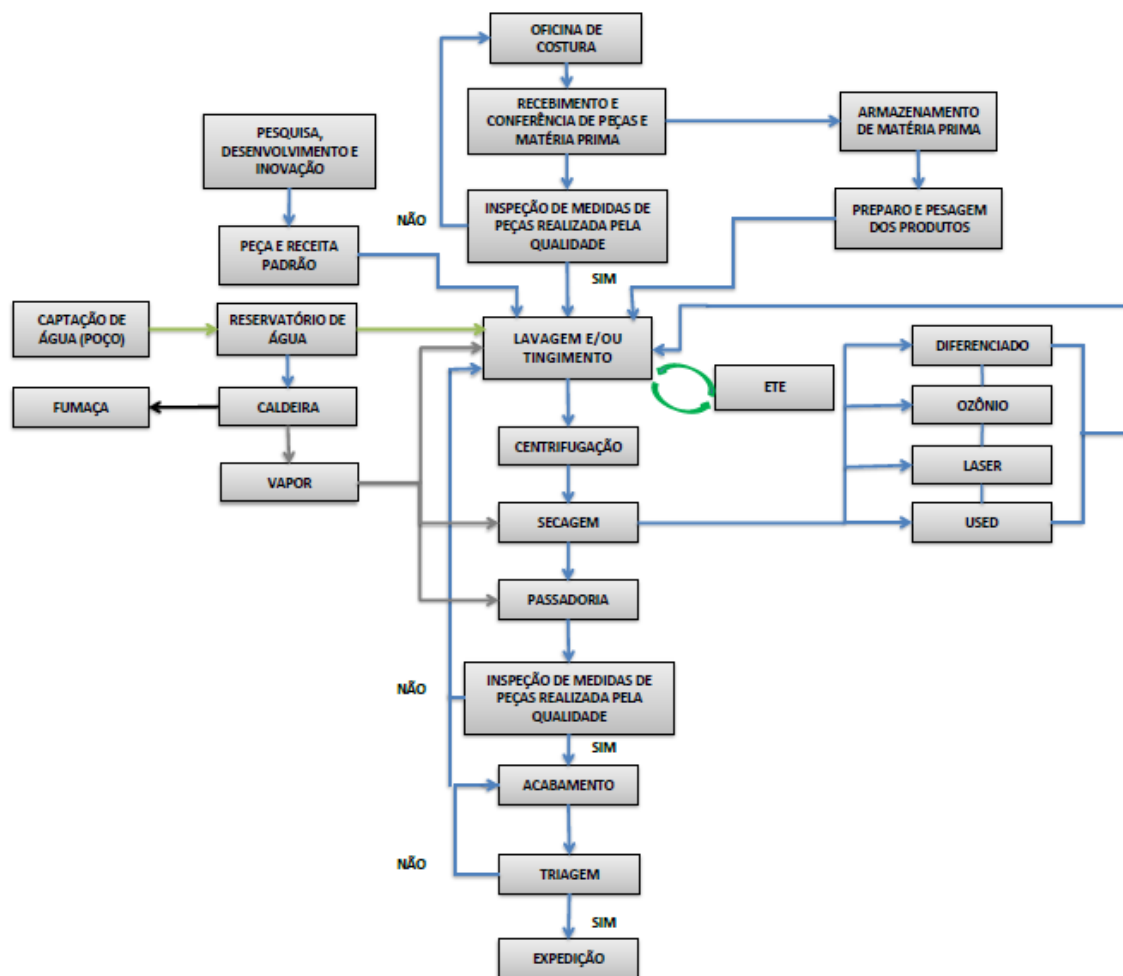 OFICINA DE
COSTURA
RECEBIMENTO E
CONFERÊNCIA DE PEÇAS E
MATÉRIA PRIMA
ARMAZENAMENTO
DE MATÉRIA PRIMA
PESQUISA,
DESENVOLVIMENTO E
INOVAÇÃO
NÃO
INSPEÇÃO DE MEDIDAS DE
PEÇAS REALIZADA PELA
QUALIDADE
PREPARO E PESAGEM
DOS PRODUTOS
PEÇA E RECEITA
PADRÃO
SIM
CAPTAÇÃO DE
ÁGUA (POÇO)
RESERVATÓRIO DE
ÁGUA
LAVAGEM E/OU
TINGIMENTO
DIFERENCIADO
ETE
FUMAÇA
CALDEIRA
OZÔNIO
CENTRIFUGAÇÃO
LASER
VAPOR
SECAGEM
USED
PASSADORIA
NÃO
INSPEÇÃO DE MEDIDAS DE
PEÇAS REALIZADA PELA
QUALIDADE
SIM
ACABAMENTO
NÃO
TRIAGEM
SIM
EXPEDIÇÃO